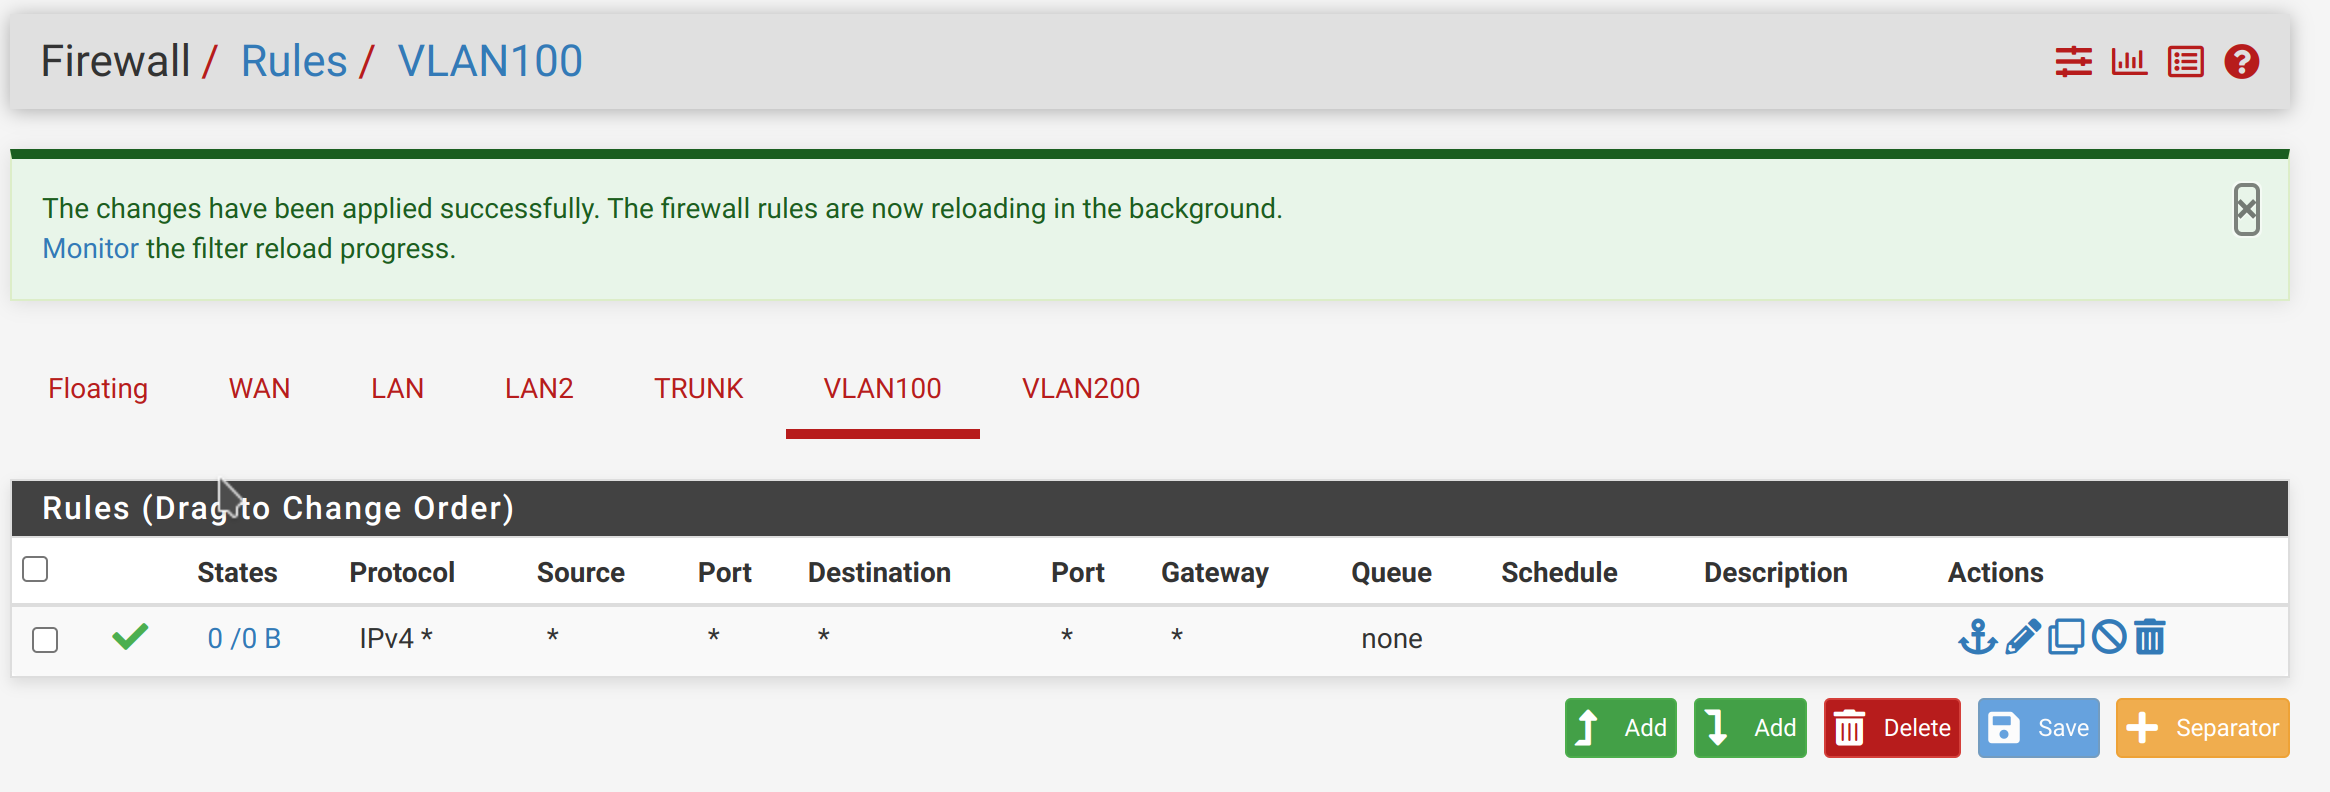 Firewall / Rules / VLAN100
The changes have been applied successfully. The firewall rules are now reloading in the background.
Monitor the filter reload progress.
Floating WAN LAN LAN2 TRUNK VLAN100 VLAN200
Rules (Drag to Change Order)
States Protocol Source Port Destination Port Gateway Queue Schedule Description Actions
0 /0 B IPv4 * * * * * * none
Add Add Delete Save Separator